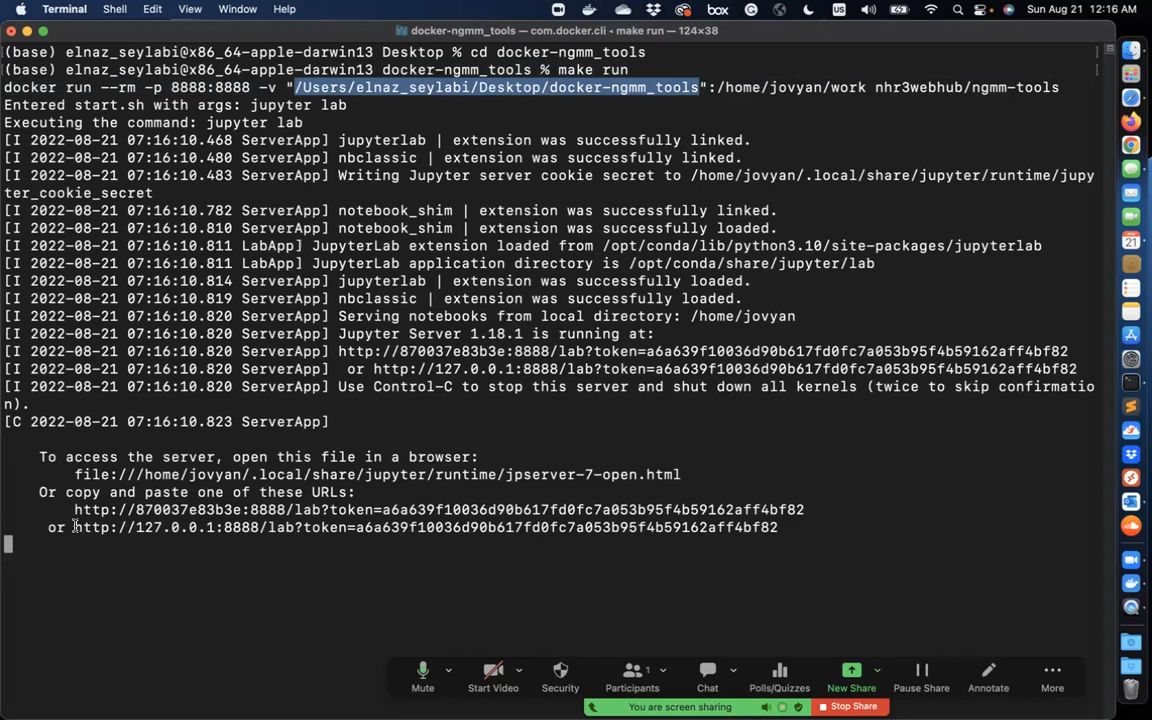 Terminal Shell Edit View Window Help box US Sun Aug 21 12:16 AM
docker-ngmm_tools — com.docker.cli ◂ make run — 124×38
(base) elnaz_seylabi@x86_64-apple-darwin13 Desktop % cd docker-ngmm_tools
(base) elnaz_seylabi@x86_64-apple-darwin13 docker-ngmm_tools % make run
docker run --rm -p 8888:8888 -v "/Users/elnaz_seylabi/Desktop/docker-ngmm_tools":/home/jovyan/work nhr3webhub/ngmm-tools
Entered start.sh with args: jupyter lab
Executing the command: jupyter lab
[I 2022-08-21 07:16:10.468 ServerApp] jupyterlab | extension was successfully linked.
[I 2022-08-21 07:16:10.480 ServerApp] nbclassic | extension was successfully linked.
[I 2022-08-21 07:16:10.483 ServerApp] Writing Jupyter server cookie secret to /home/jovyan/.local/share/jupyter/runtime/jupy
ter_cookie_secret
[I 2022-08-21 07:16:10.782 ServerApp] notebook_shim | extension was successfully linked.
[I 2022-08-21 07:16:10.810 ServerApp] notebook_shim | extension was successfully loaded.
[I 2022-08-21 07:16:10.811 LabApp] JupyterLab extension loaded from /opt/conda/lib/python3.10/site-packages/jupyterlab
[I 2022-08-21 07:16:10.811 LabApp] JupyterLab application directory is /opt/conda/share/jupyter/lab
[I 2022-08-21 07:16:10.814 ServerApp] jupyterlab | extension was successfully loaded.
[I 2022-08-21 07:16:10.819 ServerApp] nbclassic | extension was successfully loaded.
[I 2022-08-21 07:16:10.820 ServerApp] Serving notebooks from local directory: /home/jovyan
[I 2022-08-21 07:16:10.820 ServerApp] Jupyter Server 1.18.1 is running at:
[I 2022-08-21 07:16:10.820 ServerApp] http://870037e83b3e:8888/lab?token=a6a639f10036d90b617fd0fc7a053b95f4b59162aff4bf82
[I 2022-08-21 07:16:10.820 ServerApp]  or http://127.0.0.1:8888/lab?token=a6a639f10036d90b617fd0fc7a053b95f4b59162aff4bf82
[I 2022-08-21 07:16:10.820 ServerApp] Use Control-C to stop this server and shut down all kernels (twice to skip confirmatio
n).
[C 2022-08-21 07:16:10.823 ServerApp]
To access the server, open this file in a browser:
file:///home/jovyan/.local/share/jupyter/runtime/jpserver-7-open.html
Or copy and paste one of these URLs:
http://870037e83b3e:8888/lab?token=a6a639f10036d90b617fd0fc7a053b95f4b59162aff4bf82
or http://127.0.0.1:8888/lab?token=a6a639f10036d90b617fd0fc7a053b95f4b59162aff4bf82
Mute Start Video Security Participants 1 Chat Polls/Quizzes New Share Pause Share Annotate More
You are screen sharing Stop Share